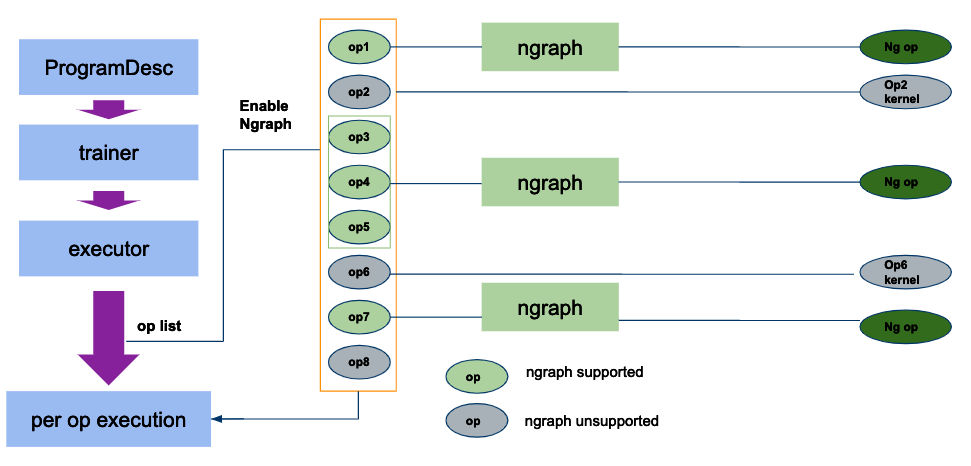 ProgramDesc
trainer
executor
op list
per op execution
Enable
Ngraph
op1
op2
op3
op4
op5
op6
op7
op8
ngraph
ngraph
ngraph
Ng op
Op2
kernel
Ng op
Op6
kernel
Ng op
op
ngraph supported
op
ngraph unsupported